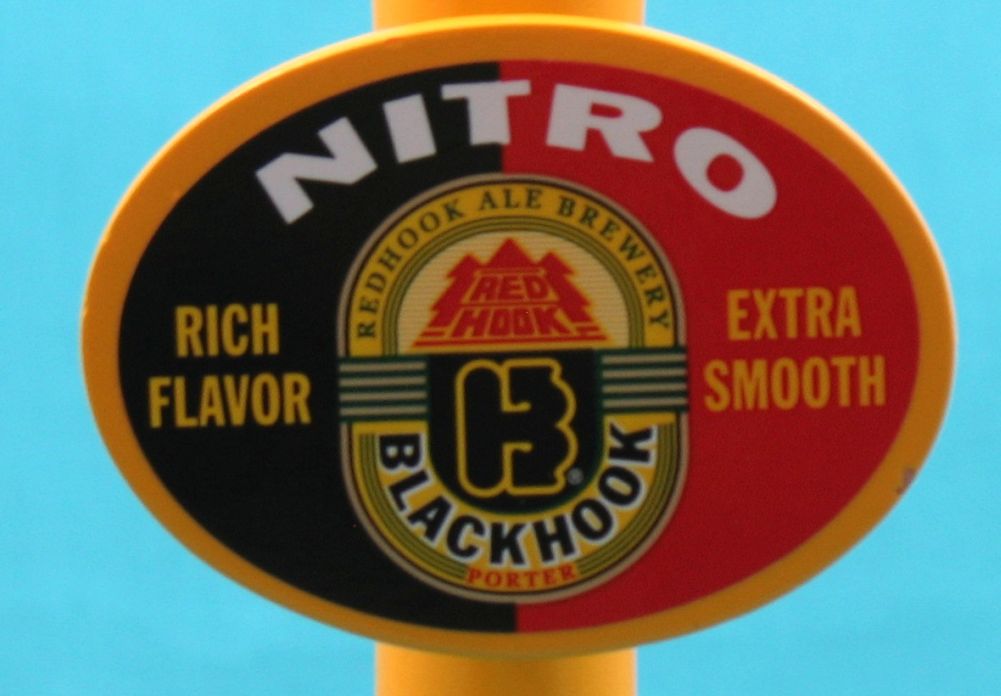 NITRO
REDHOOK ALE BREWERY
RED
HOOK
RICH
FLAVOR
EXTRA
SMOOTH
®
BLACKHOOK
PORTER